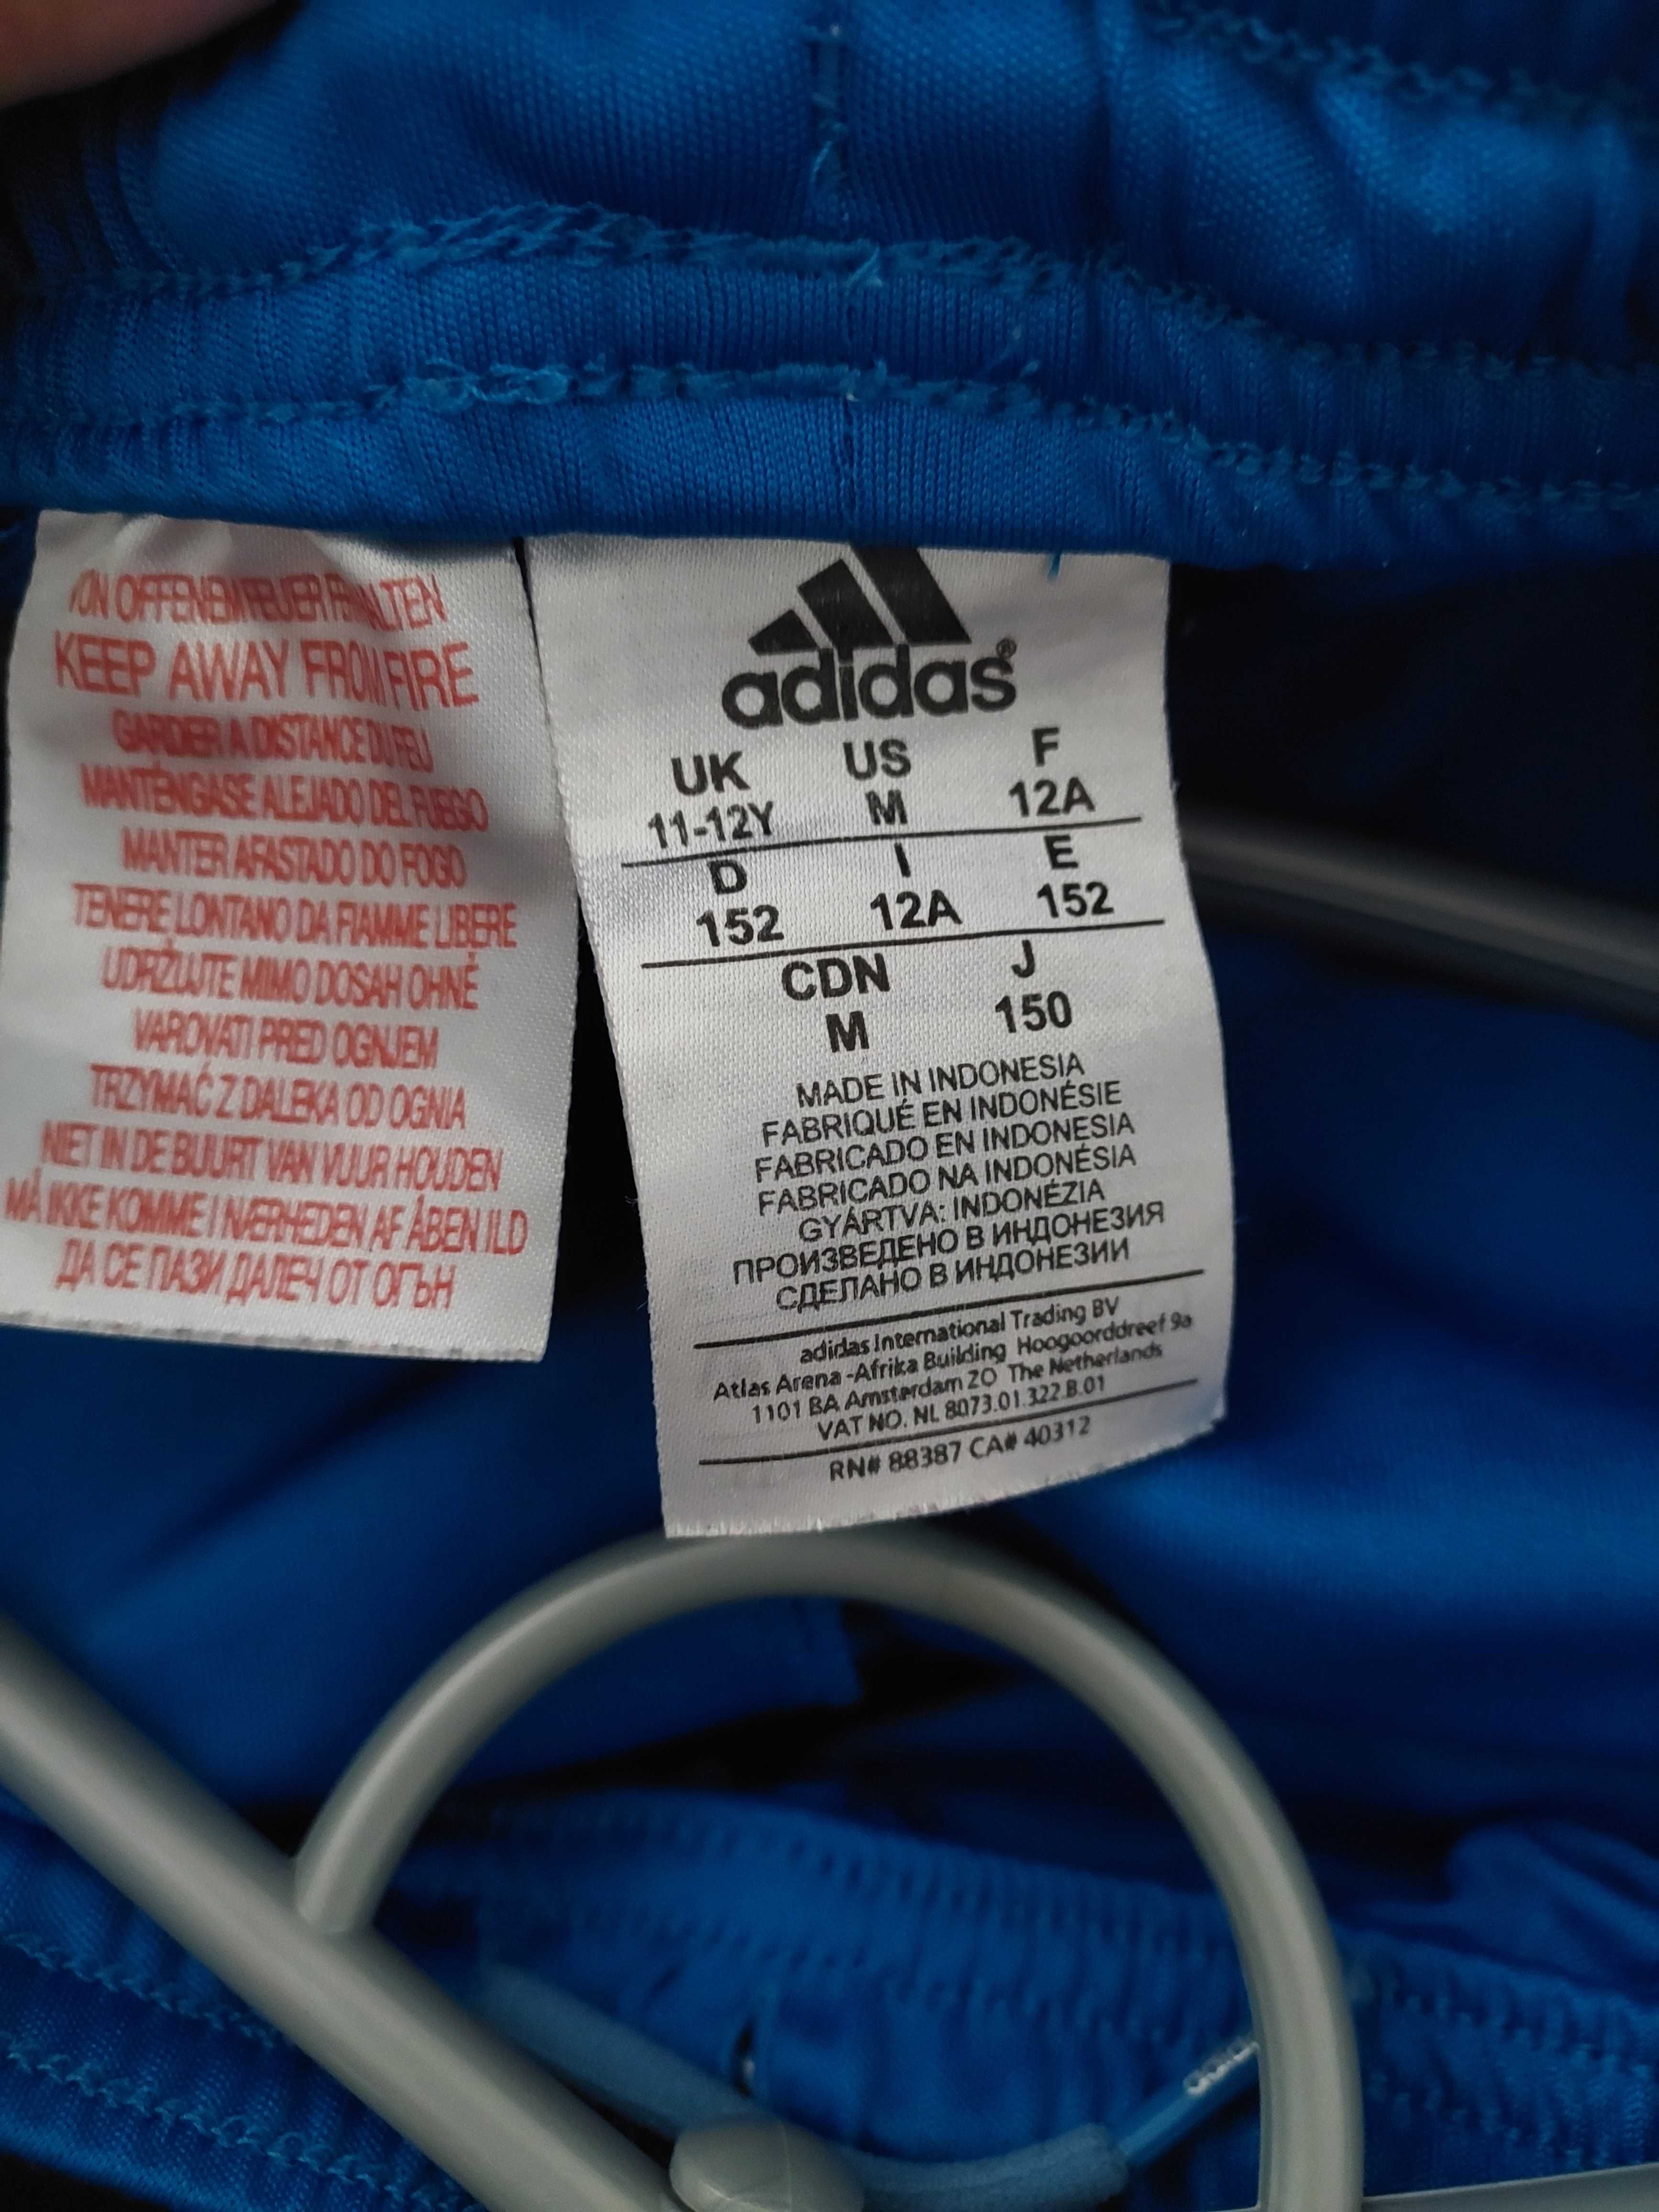 VON OFFENEM FEUER FERNHALTEN
KEEP AWAY FROM FIRE
GARDER A DISTANCE DU FEU
MANTÉNGASE ALEJADO DEL FUEGO
MANTER AFASTADO DO FOGO
TENERE LONTANO DA FIAMME LIBERE
UDRŽUJTE MIMO DOSAH OHNĚ
VAROVATI PRED OGNJEM
TRZYMAĆ Z DALEKA OD OGNIA
NIET IN DE BUURT VAN VUUR HOUDEN
MÅ IKKE KOMME I NÆRHEDEN AF ÅBEN ILD
ДА СЕ ПАЗИ ДАЛЕЧ ОТ ОГЪН
adidas®
UK US F
11-12Y M 12A
D I E
152 12A 152
CDN J
M 150
MADE IN INDONESIA
FABRIQUÉ EN INDONÉSIE
FABRICADO EN INDONESIA
FABRICADO NA INDONÉSIA
GYÁRTVA: INDONÉZIA
ПРОИЗВЕДЕНО В ИНДОНЕЗИЯ
СДЕЛАНО В ИНДОНЕЗИИ
adidas International Trading BV
Atlas Arena -Afrika Building Hoogoorddreef 9a
1101 BA Amsterdam ZO The Netherlands
VAT NO. NL 8073.01.322.B.01
RN# 88387 CA# 40312